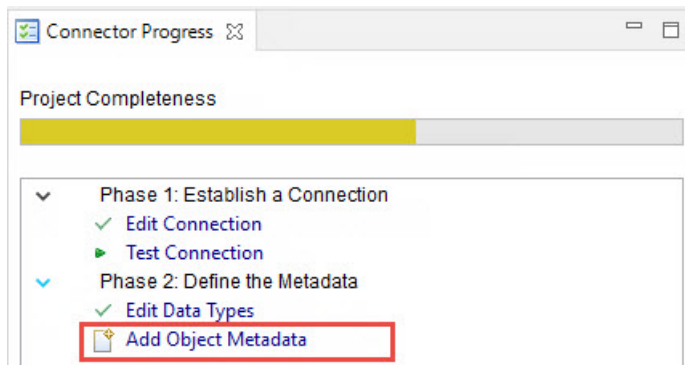 Connector Progress
Project Completeness
Phase 1: Establish a Connection
Edit Connection
Test Connection
Phase 2: Define the Metadata
Edit Data Types
Add Object Metadata